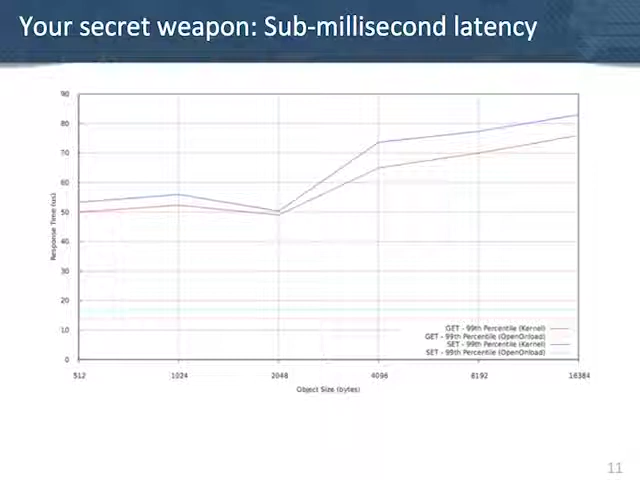 Your secret weapon: Sub-millisecond latency
90
80
70
60
50
40
30
20
10
0
Response Time (us)
GET - 99th Percentile (Kernel)
GET - 99th Percentile (OpenOnload)
SET - 99th Percentile (Kernel)
SET - 99th Percentile (OpenOnload)
512
1024
2048
4096
8192
16384
Object Size (bytes)
11